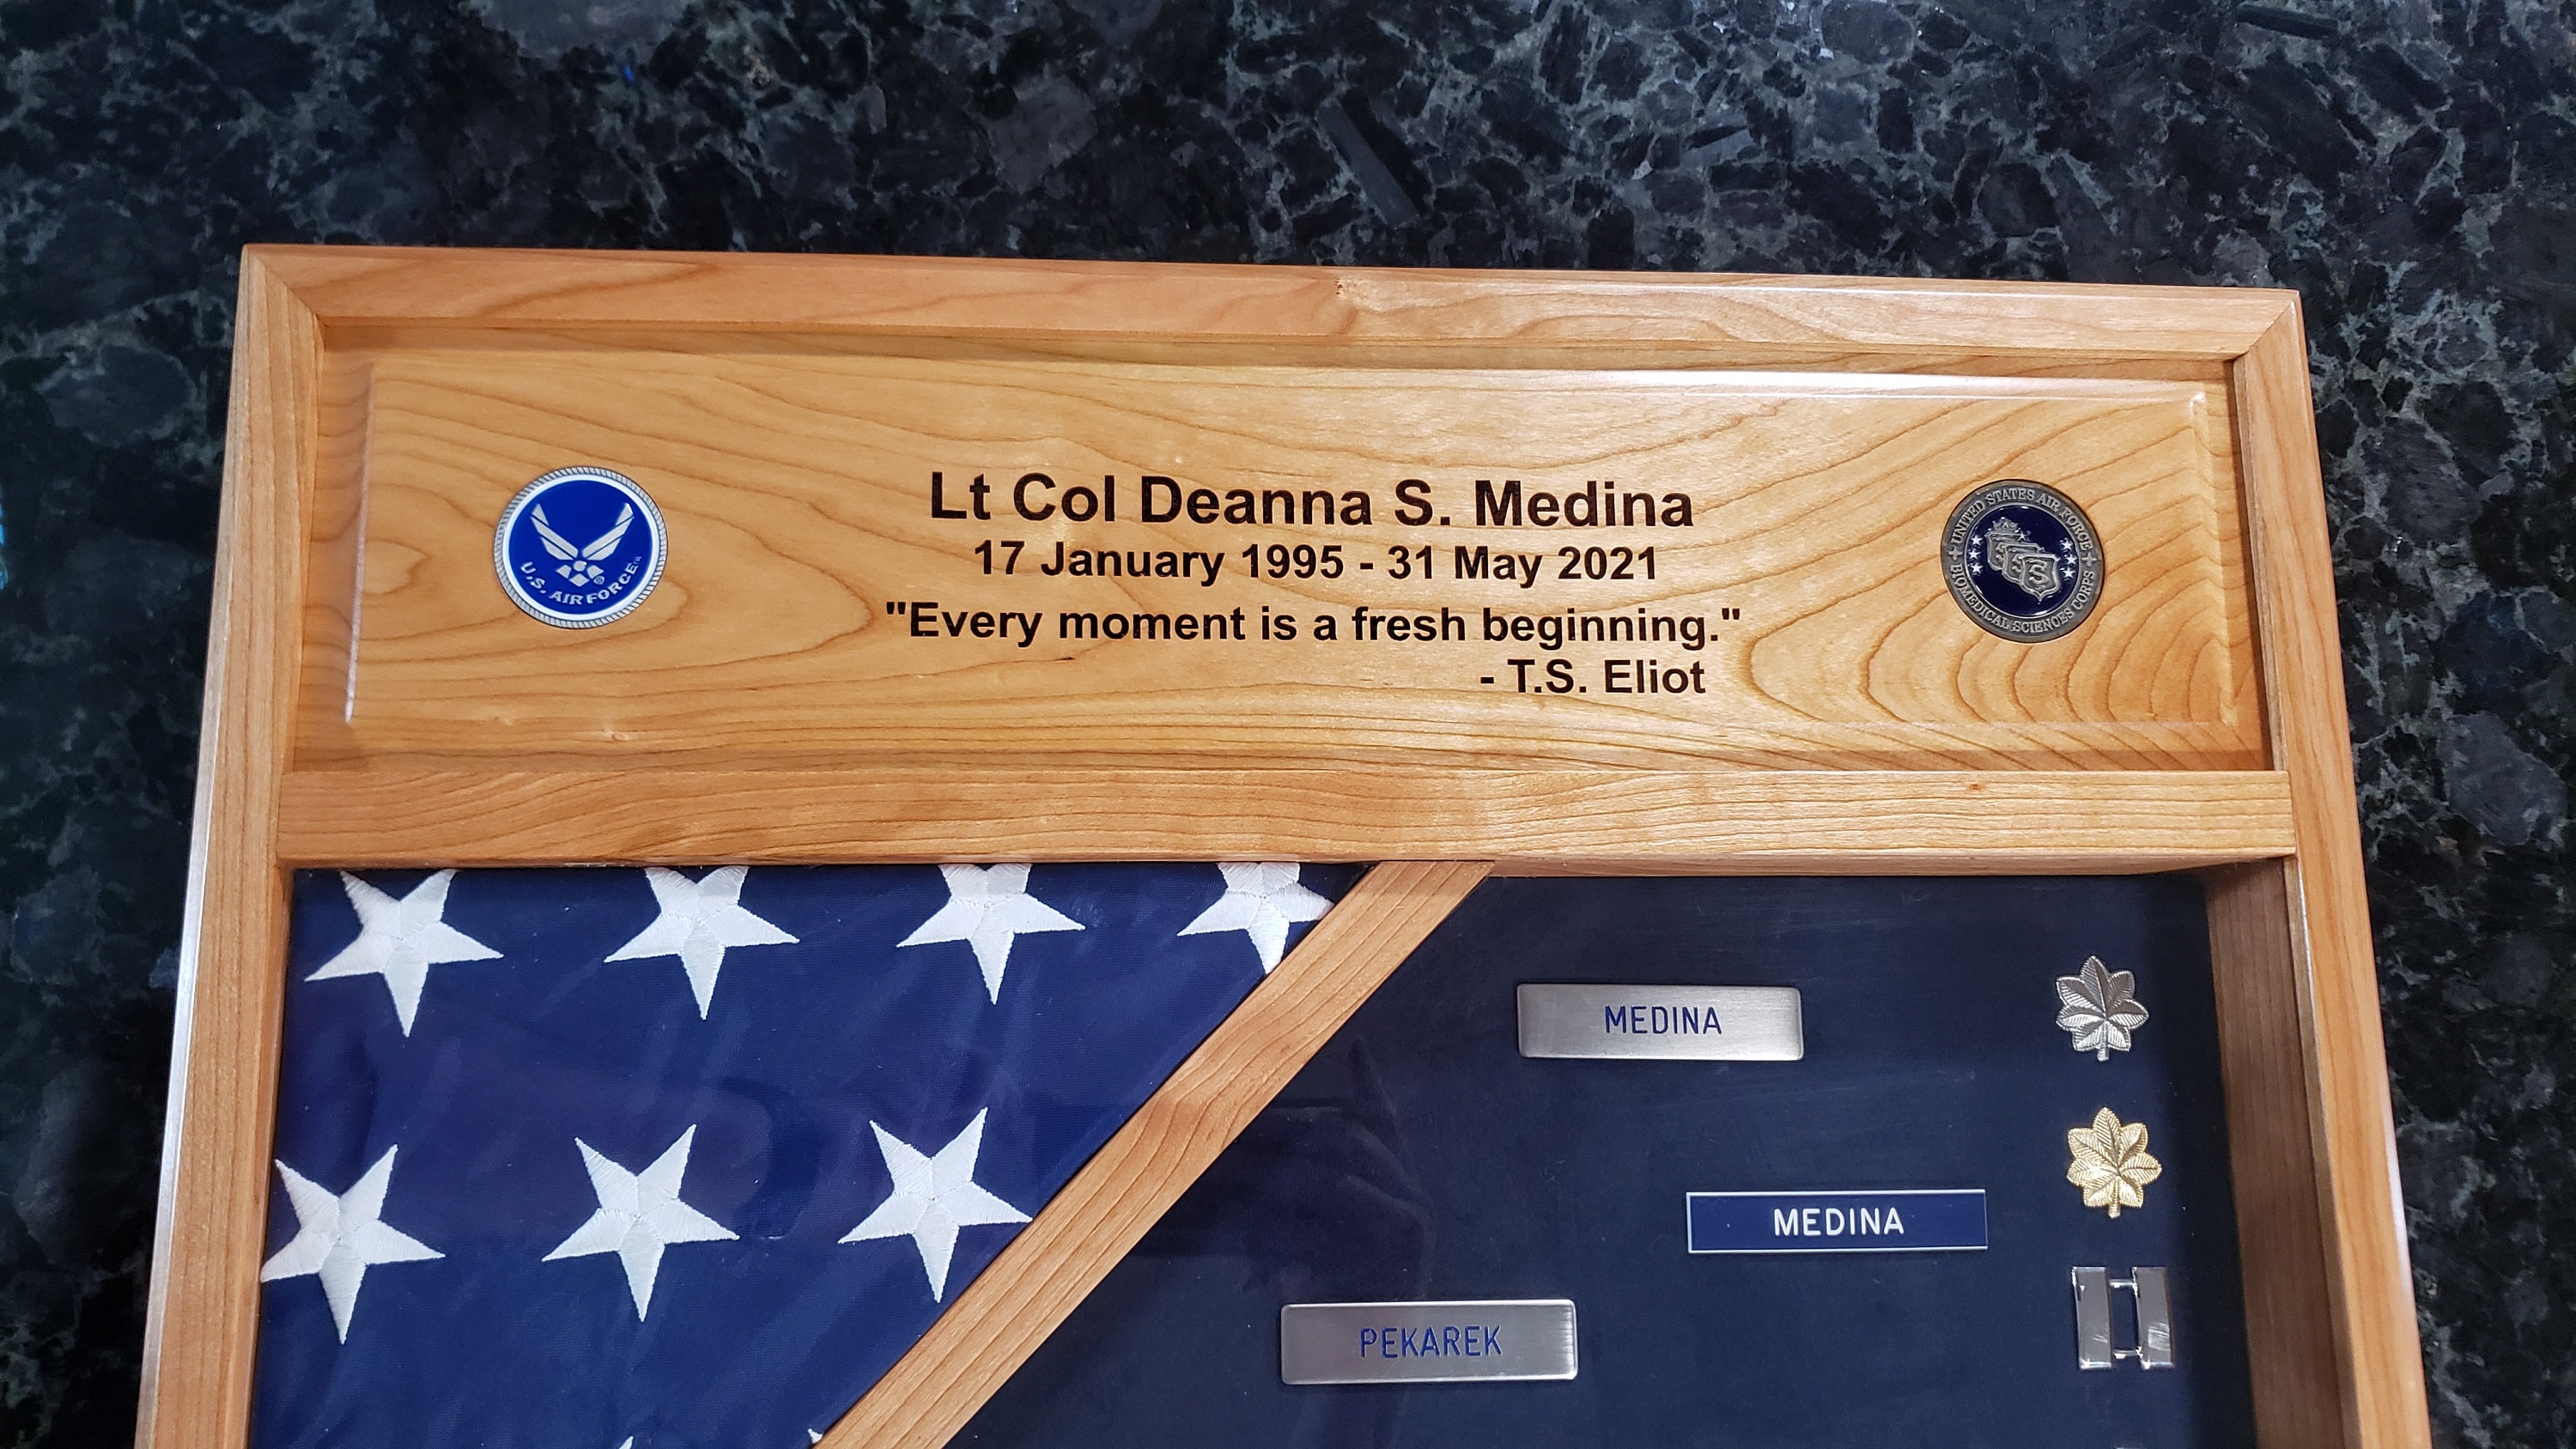 Lt Col Deanna S. Medina
17 January 1995 - 31 May 2021
"Every moment is a fresh beginning."
- T.S. Eliot
U.S. AIR FORCE
UNITED STATES AIR FORCE
BIOMEDICAL SCIENCES CORPS
MEDINA
MEDINA
PEKAREK